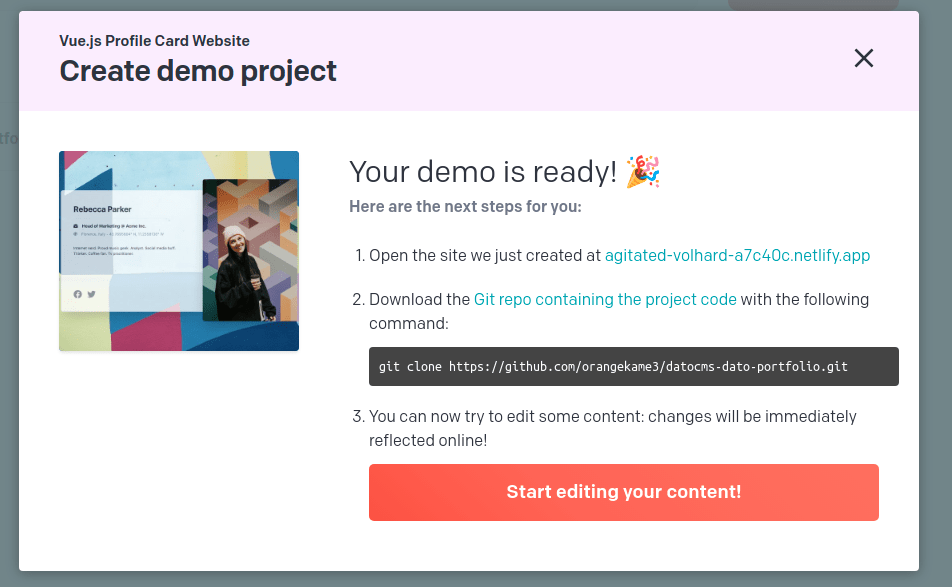 Vue.js Profile Card Website
Create demo project
tfo
Rebecca Parker
Head of Marketing @ Acme Inc.
Your demo is ready! 🎉
Here are the next steps for you:
1. Open the site we just created at agitated-volhard-a7c40c.netlify.app
2. Download the Git repo containing the project code with the following
command:
git clone https://github.com/orangekame3/datocms-dato-portfolio.git
3. You can now try to edit some content: changes will be immediately
reflected online!
Start editing your content!